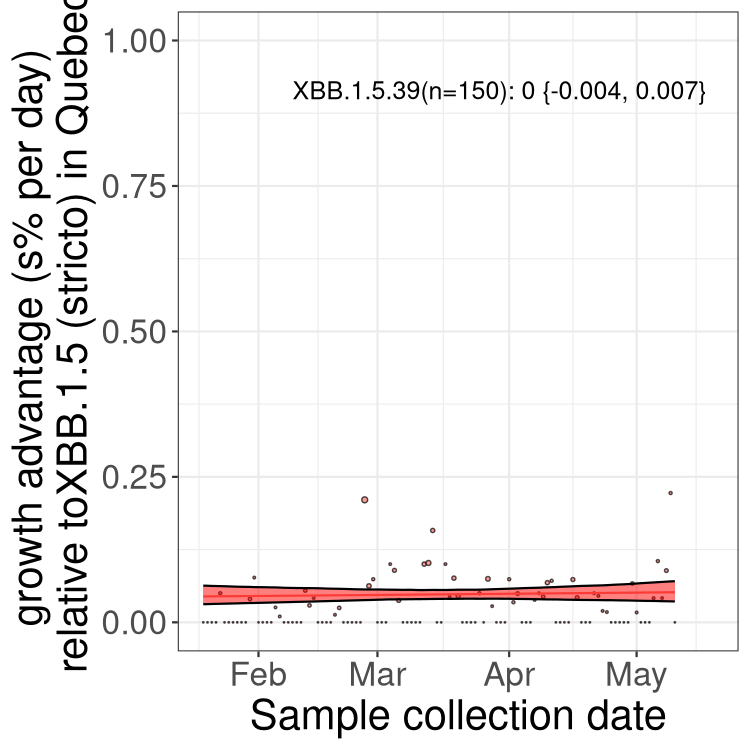 growth advantage (s% per day)
relative toXBB.1.5 (stricto) in Quebec
1.00
0.75
0.50
0.25
0.00
XBB.1.5.39(n=150): 0 {-0.004, 0.007}
Feb Mar Apr May
Sample collection date